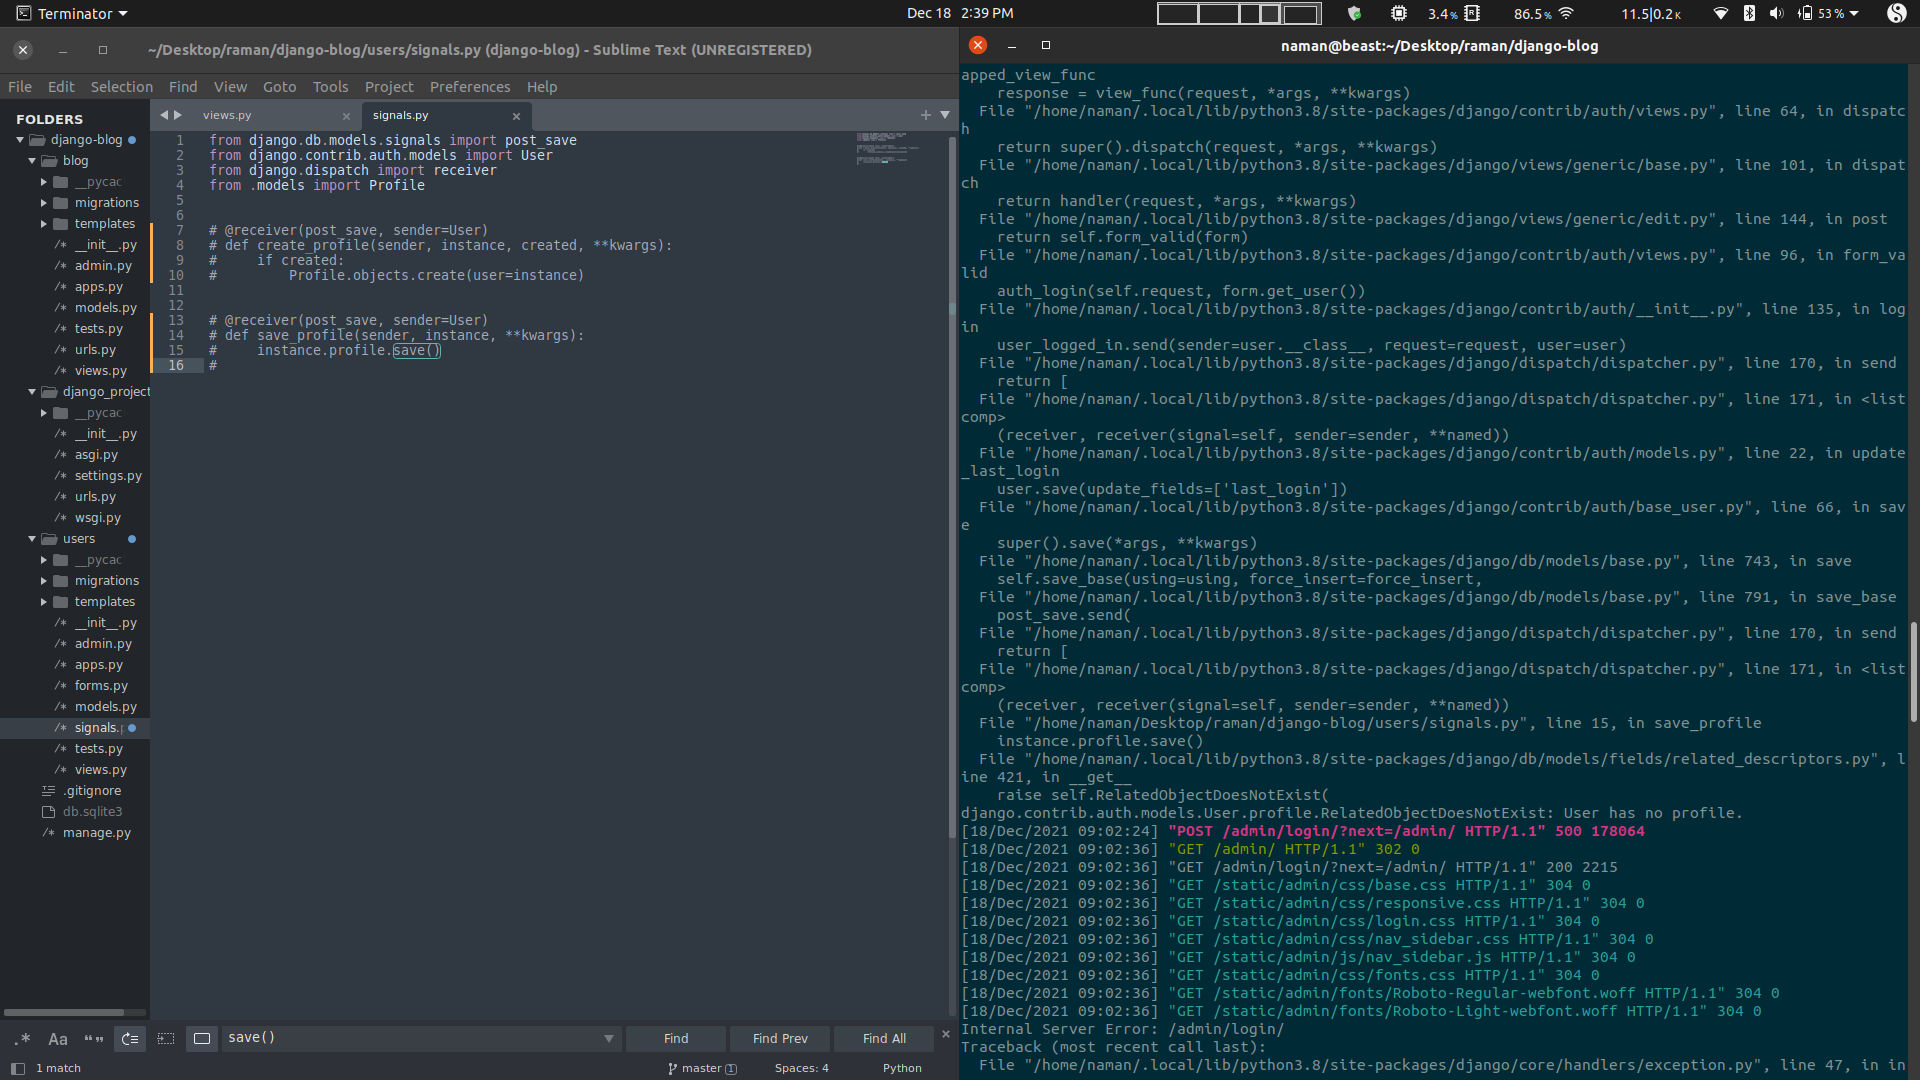 Terminator
Dec 18 2:39 PM
3.4%
86.5%
11.5|0.2K
53 %
~/Desktop/raman/django-blog/users/signals.py (django-blog) - Sublime Text (UNREGISTERED)
File Edit Selection Find View Goto Tools Project Preferences Help
FOLDERS
django-blog
blog
__pycac
migrations
templates
/* __init__.py
/* admin.py
/* apps.py
/* models.py
/* tests.py
/* urls.py
/* views.py
django_project
__pycac
/* __init__.py
/* asgi.py
/* settings.py
/* urls.py
/* wsgi.py
users
__pycac
migrations
templates
/* __init__.py
/* admin.py
/* apps.py
/* forms.py
/* models.py
/* signals.p
/* tests.py
/* views.py
.gitignore
db.sqlite3
/* manage.py
views.py ×
signals.py ×
1 from django.db.models.signals import post_save
2 from django.contrib.auth.models import User
3 from django.dispatch import receiver
4 from .models import Profile
5
6
7 # @receiver(post_save, sender=User)
8 # def create_profile(sender, instance, created, **kwargs):
9 #     if created:
10 #         Profile.objects.create(user=instance)
11
12
13 # @receiver(post_save, sender=User)
14 # def save_profile(sender, instance, **kwargs):
15 #     instance.profile.save()
16 #
.* Aa “” save() Find Find Prev Find All ×
1 match master 1 Spaces: 4 Python
naman@beast:~/Desktop/raman/django-blog
apped_view_func
    response = view_func(request, *args, **kwargs)
  File "/home/naman/.local/lib/python3.8/site-packages/django/contrib/auth/views.py", line 64, in dispatc
h
    return super().dispatch(request, *args, **kwargs)
  File "/home/naman/.local/lib/python3.8/site-packages/django/views/generic/base.py", line 101, in dispat
ch
    return handler(request, *args, **kwargs)
  File "/home/naman/.local/lib/python3.8/site-packages/django/views/generic/edit.py", line 144, in post
    return self.form_valid(form)
  File "/home/naman/.local/lib/python3.8/site-packages/django/contrib/auth/views.py", line 96, in form_va
lid
    auth_login(self.request, form.get_user())
  File "/home/naman/.local/lib/python3.8/site-packages/django/contrib/auth/__init__.py", line 135, in log
in
    user_logged_in.send(sender=user.__class__, request=request, user=user)
  File "/home/naman/.local/lib/python3.8/site-packages/django/dispatch/dispatcher.py", line 170, in send
    return [
  File "/home/naman/.local/lib/python3.8/site-packages/django/dispatch/dispatcher.py", line 171, in <list
comp>
    (receiver, receiver(signal=self, sender=sender, **named))
  File "/home/naman/.local/lib/python3.8/site-packages/django/contrib/auth/models.py", line 22, in update
_last_login
    user.save(update_fields=['last_login'])
  File "/home/naman/.local/lib/python3.8/site-packages/django/contrib/auth/base_user.py", line 66, in sav
e
    super().save(*args, **kwargs)
  File "/home/naman/.local/lib/python3.8/site-packages/django/db/models/base.py", line 743, in save
    self.save_base(using=using, force_insert=force_insert,
  File "/home/naman/.local/lib/python3.8/site-packages/django/db/models/base.py", line 791, in save_base
    post_save.send(
  File "/home/naman/.local/lib/python3.8/site-packages/django/dispatch/dispatcher.py", line 170, in send
    return [
  File "/home/naman/.local/lib/python3.8/site-packages/django/dispatch/dispatcher.py", line 171, in <list
comp>
    (receiver, receiver(signal=self, sender=sender, **named))
  File "/home/naman/Desktop/raman/django-blog/users/signals.py", line 15, in save_profile
    instance.profile.save()
  File "/home/naman/.local/lib/python3.8/site-packages/django/db/models/fields/related_descriptors.py", l
ine 421, in __get__
    raise self.RelatedObjectDoesNotExist(
django.contrib.auth.models.User.profile.RelatedObjectDoesNotExist: User has no profile.
[18/Dec/2021 09:02:24] "POST /admin/login/?next=/admin/ HTTP/1.1" 500 178064
[18/Dec/2021 09:02:36] "GET /admin/ HTTP/1.1" 302 0
[18/Dec/2021 09:02:36] "GET /admin/login/?next=/admin/ HTTP/1.1" 200 2215
[18/Dec/2021 09:02:36] "GET /static/admin/css/base.css HTTP/1.1" 304 0
[18/Dec/2021 09:02:36] "GET /static/admin/css/responsive.css HTTP/1.1" 304 0
[18/Dec/2021 09:02:36] "GET /static/admin/css/login.css HTTP/1.1" 304 0
[18/Dec/2021 09:02:36] "GET /static/admin/css/nav_sidebar.css HTTP/1.1" 304 0
[18/Dec/2021 09:02:36] "GET /static/admin/js/nav_sidebar.js HTTP/1.1" 304 0
[18/Dec/2021 09:02:36] "GET /static/admin/css/fonts.css HTTP/1.1" 304 0
[18/Dec/2021 09:02:36] "GET /static/admin/fonts/Roboto-Regular-webfont.woff HTTP/1.1" 304 0
[18/Dec/2021 09:02:36] "GET /static/admin/fonts/Roboto-Light-webfont.woff HTTP/1.1" 304 0
Internal Server Error: /admin/login/
Traceback (most recent call last):
  File "/home/naman/.local/lib/python3.8/site-packages/django/core/handlers/exception.py", line 47, in in